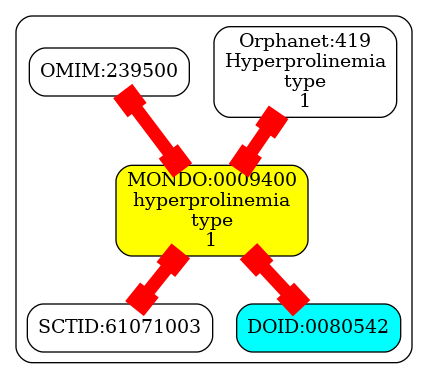 OMIM:239500
Orphanet:419
Hyperprolinemia
type
1
MONDO:0009400
hyperprolinemia
type
1
SCTID:61071003
DOID:0080542